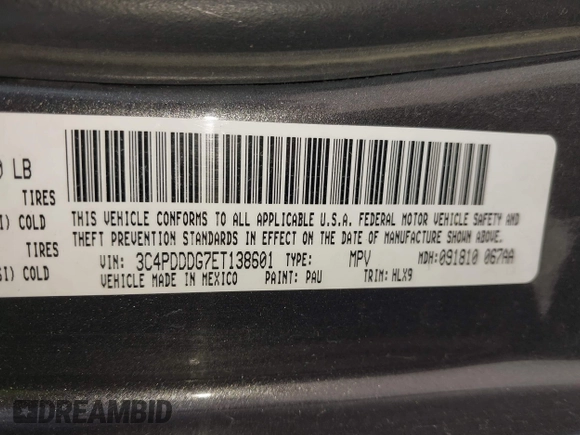 ) LB
TIRES
I) COLD
TIRES
SI) COLD
THIS VEHICLE CONFORMS TO ALL APPLICABLE U.S.A. FEDERAL MOTOR VEHICLE SAFETY AND
THEFT PREVENTION STANDARDS IN EFFECT ON THE DATE OF MANUFACTURE SHOWN ABOVE.
VIN: 3C4PDDDG7ET138601 TYPE: MPV MDH:091810 067AA
VEHICLE MADE IN MEXICO PAINT: PAU TRIM: HLX9
DREAMBID